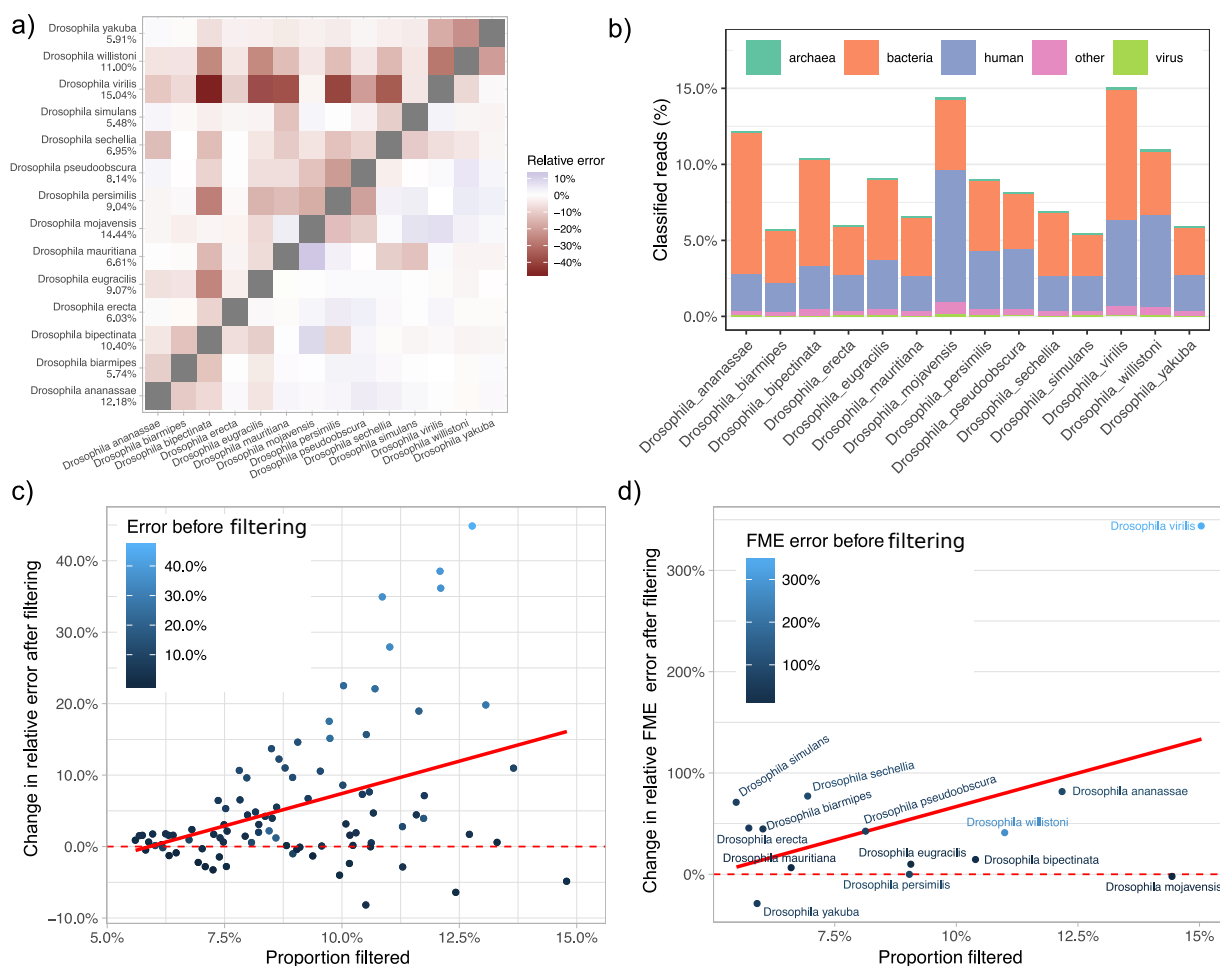 a)
Drosophila yakuba
5.91%
Drosophila willistoni
11.00%
Drosophila virilis
15.04%
Drosophila simulans
5.48%
Drosophila sechellia
6.95%
Drosophila pseudoobscura
8.14%
Drosophila persimilis
9.04%
Drosophila mojavensis
14.44%
Drosophila mauritiana
6.61%
Drosophila eugracilis
9.07%
Drosophila erecta
6.03%
Drosophila bipectinata
10.40%
Drosophila biarmipes
5.74%
Drosophila ananassae
12.18%
Drosophila ananassae
Drosophila biarmipes
Drosophila bipectinata
Drosophila erecta
Drosophila eugracilis
Drosophila mauritiana
Drosophila mojavensis
Drosophila persimilis
Drosophila pseudoobscura
Drosophila sechellia
Drosophila simulans
Drosophila virilis
Drosophila willistoni
Drosophila yakuba
Relative error
10%
0%
−10%
−20%
−30%
−40%
b)
archaea bacteria human other virus
Classified reads (%)
15.0%
10.0%
5.0%
0.0%
Drosophila_ananassae
Drosophila_biarmipes
Drosophila_bipectinata
Drosophila_erecta
Drosophila_eugracilis
Drosophila_mauritiana
Drosophila_mojavensis
Drosophila_persimilis
Drosophila_pseudoobscura
Drosophila_sechellia
Drosophila_simulans
Drosophila_virilis
Drosophila_willistoni
Drosophila_yakuba
c)
Error before filtering
40.0%
30.0%
20.0%
10.0%
Change in relative error after filtering
40.0%
30.0%
20.0%
10.0%
0.0%
−10.0%
5.0% 7.5% 10.0% 12.5% 15.0%
Proportion filtered
d)
FME error before filtering
300%
200%
100%
Change in relative FME error after filtering
300%
200%
100%
0%
Drosophila virilis
Drosophila simulans
Drosophila sechellia
Drosophila biarmipes
Drosophila pseudoobscura
Drosophila ananassae
Drosophila erecta
Drosophila willistoni
Drosophila mauritiana
Drosophila eugracilis
Drosophila bipectinata
Drosophila persimilis
Drosophila mojavensis
Drosophila yakuba
7.5% 10% 12.5% 15.0%
Proportion filtered